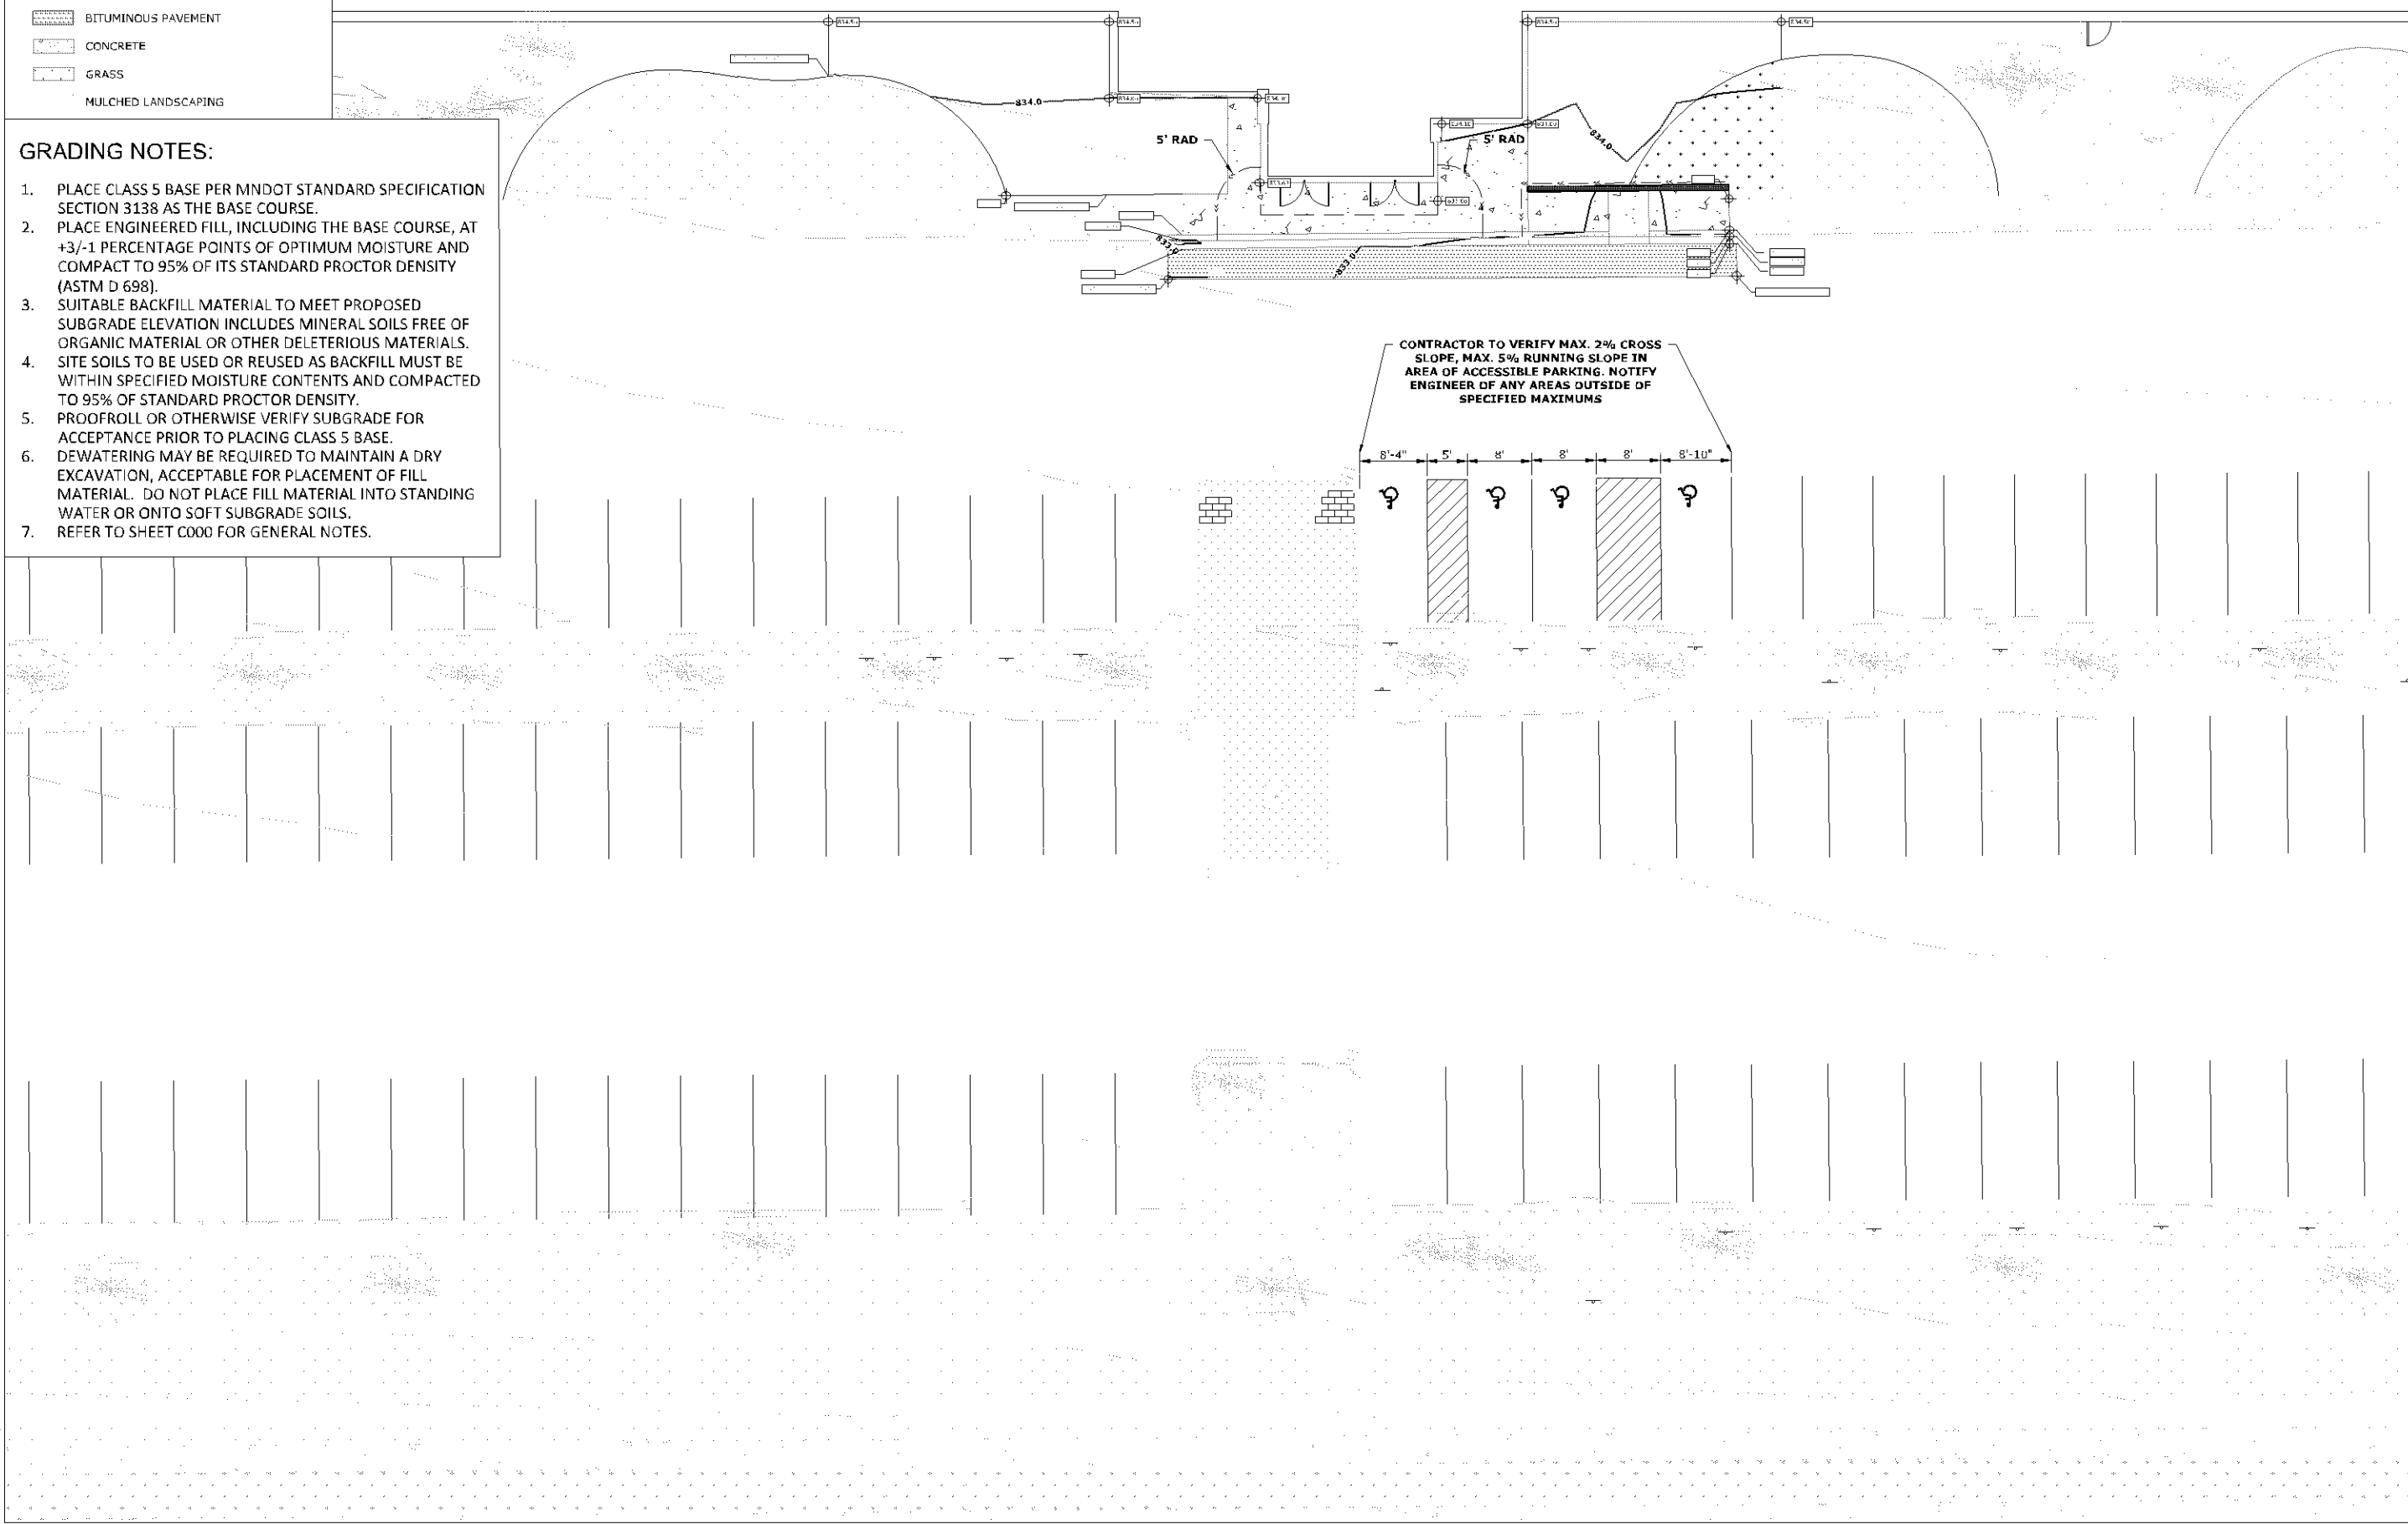 BITUMINOUS PAVEMENT
CONCRETE
GRASS
MULCHED LANDSCAPING
GRADING NOTES:
1. PLACE CLASS 5 BASE PER MNDOT STANDARD SPECIFICATION
SECTION 3138 AS THE BASE COURSE.
2. PLACE ENGINEERED FILL, INCLUDING THE BASE COURSE, AT
+3/-1 PERCENTAGE POINTS OF OPTIMUM MOISTURE AND
COMPACT TO 95% OF ITS STANDARD PROCTOR DENSITY
(ASTM D 698).
3. SUITABLE BACKFILL MATERIAL TO MEET PROPOSED
SUBGRADE ELEVATION INCLUDES MINERAL SOILS FREE OF
ORGANIC MATERIAL OR OTHER DELETERIOUS MATERIALS.
4. SITE SOILS TO BE USED OR REUSED AS BACKFILL MUST BE
WITHIN SPECIFIED MOISTURE CONTENTS AND COMPACTED
TO 95% OF STANDARD PROCTOR DENSITY.
5. PROOFROLL OR OTHERWISE VERIFY SUBGRADE FOR
ACCEPTANCE PRIOR TO PLACING CLASS 5 BASE.
6. DEWATERING MAY BE REQUIRED TO MAINTAIN A DRY
EXCAVATION, ACCEPTABLE FOR PLACEMENT OF FILL
MATERIAL. DO NOT PLACE FILL MATERIAL INTO STANDING
WATER OR ONTO SOFT SUBGRADE SOILS.
7. REFER TO SHEET C000 FOR GENERAL NOTES.
834.0
5' RAD
5' RAD
834.0
833.0
833.0
CONTRACTOR TO VERIFY MAX. 2% CROSS
SLOPE, MAX. 5% RUNNING SLOPE IN
AREA OF ACCESSIBLE PARKING. NOTIFY
ENGINEER OF ANY AREAS OUTSIDE OF
SPECIFIED MAXIMUMS
8'-4" 5' 8' 8' 8' 8'-10"